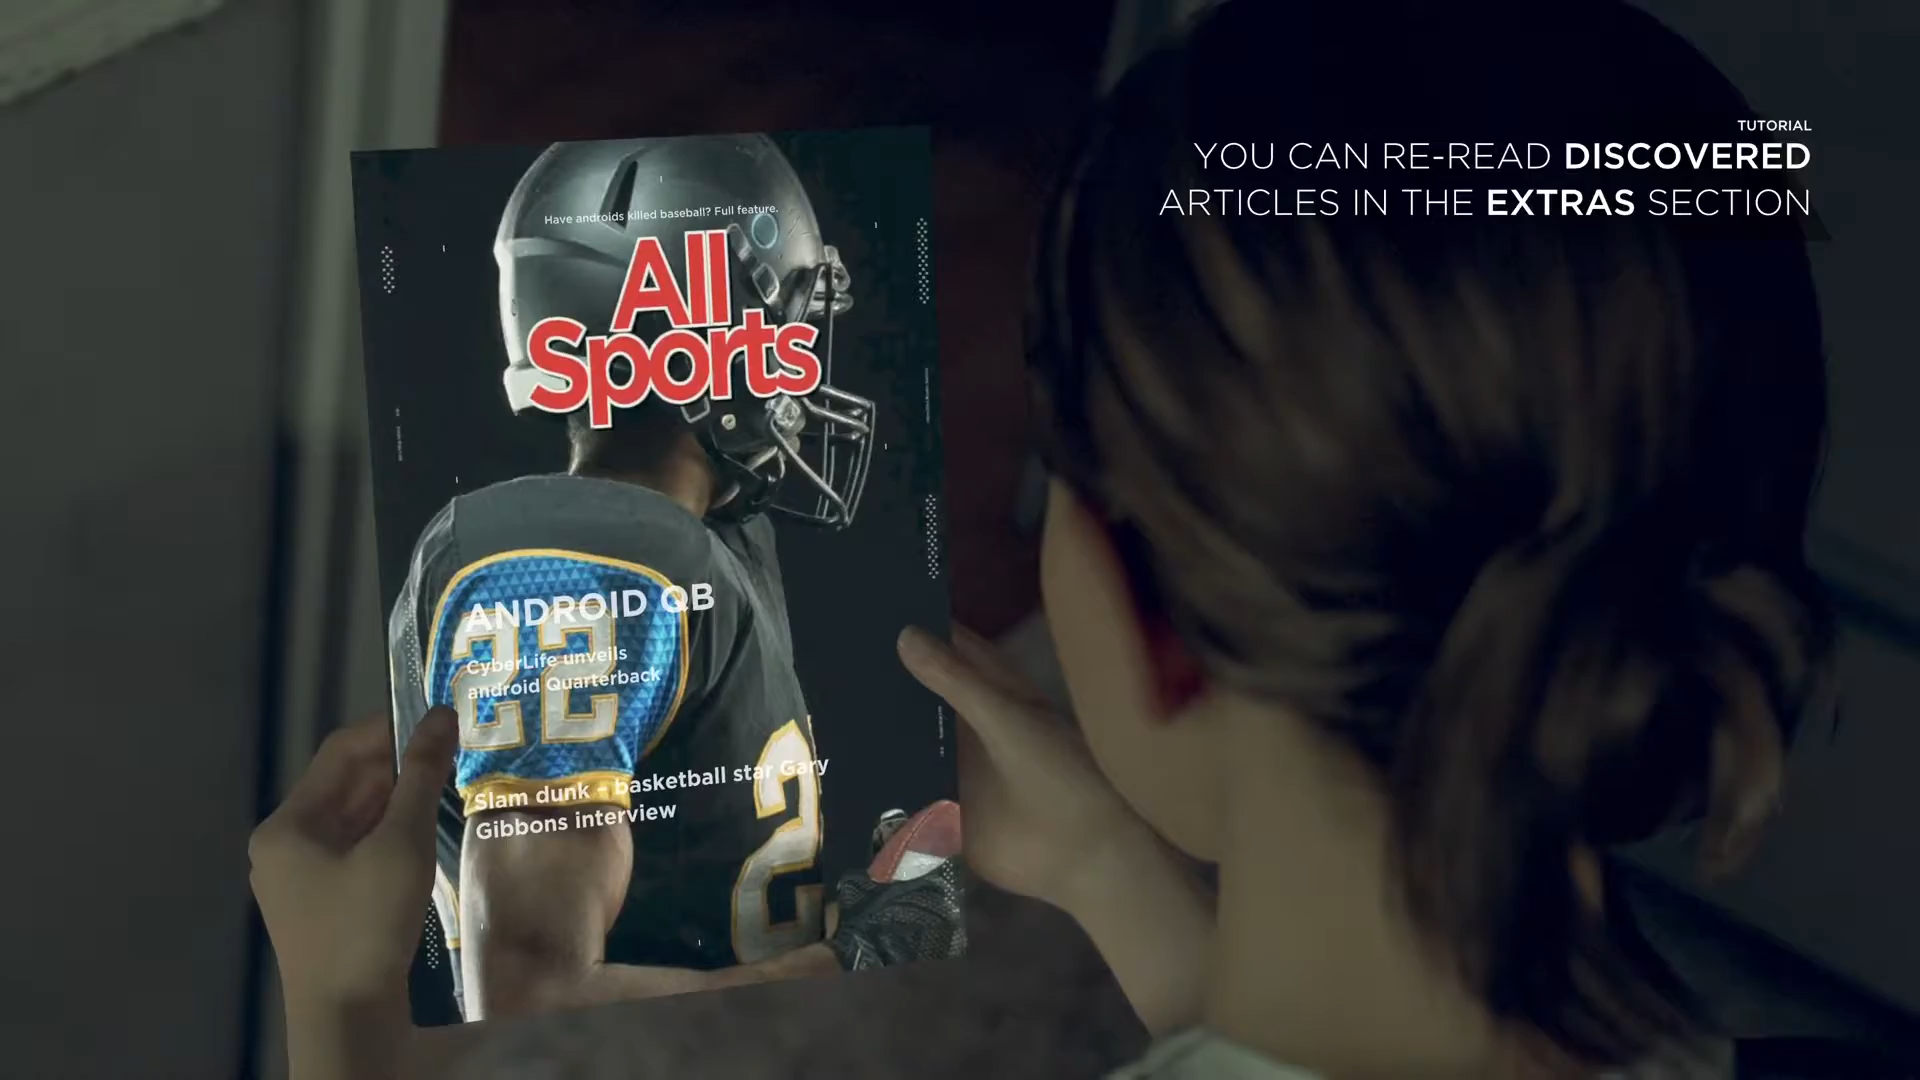 TUTORIAL
YOU CAN RE-READ DISCOVERED
ARTICLES IN THE EXTRAS SECTION
Have androids killed baseball? Full feature.
All
Sports
ANDROID QB
22
CyberLife unveils
android Quarterback
2
Slam dunk - basketball star Gary
Gibbons interview